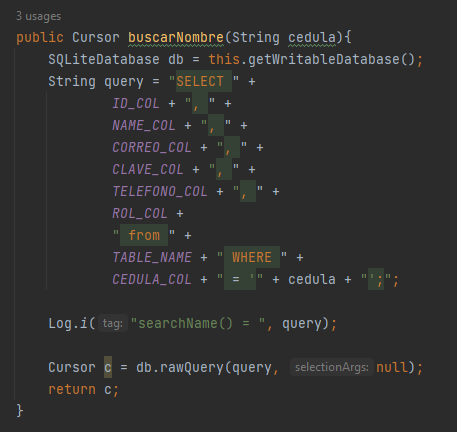 3 usages
public Cursor buscarNombre(String cedula){
SQLiteDatabase db = this.getWritableDatabase();
String query = "SELECT " +
ID_COL + ", " +
NAME_COL + ", " +
CORREO_COL + ", " +
CLAVE_COL + ", " +
TELEFONO_COL + ", " +
ROL_COL +
" from " +
TABLE_NAME + " WHERE " +
CEDULA_COL + " = '" + cedula + "';";
Log.i( tag: "searchName() = ", query);
Cursor c = db.rawQuery(query, selectionArgs: null);
return c;
}